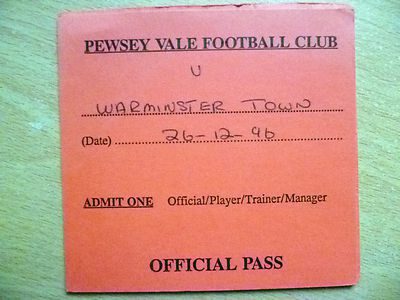 PEWSEY VALE FOOTBALL CLUB
V
WARMINSTER TOWN
(Date) 26-12-96
ADMIT ONE Official/Player/Trainer/Manager
OFFICIAL PASS